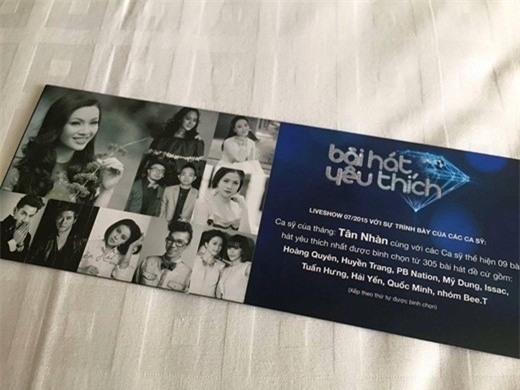 bài hát
yêu thích
LIVESHOW 07/2015 VỚI SỰ TRÌNH BÀY CỦA CÁC CA SỸ:
Ca sỹ của tháng: Tân Nhàn cùng với các Ca sỹ thể hiện 09 bài
hát yêu thích nhất được bình chọn từ 305 bài hát đề cử gồm:
Hoàng Quyên, Huyền Trang, PB Nation, Mỹ Dung, Issac,
Tuấn Hưng, Hải Yến, Quốc Minh, nhóm Bee.T
(Xếp theo thứ tự được bình chọn)